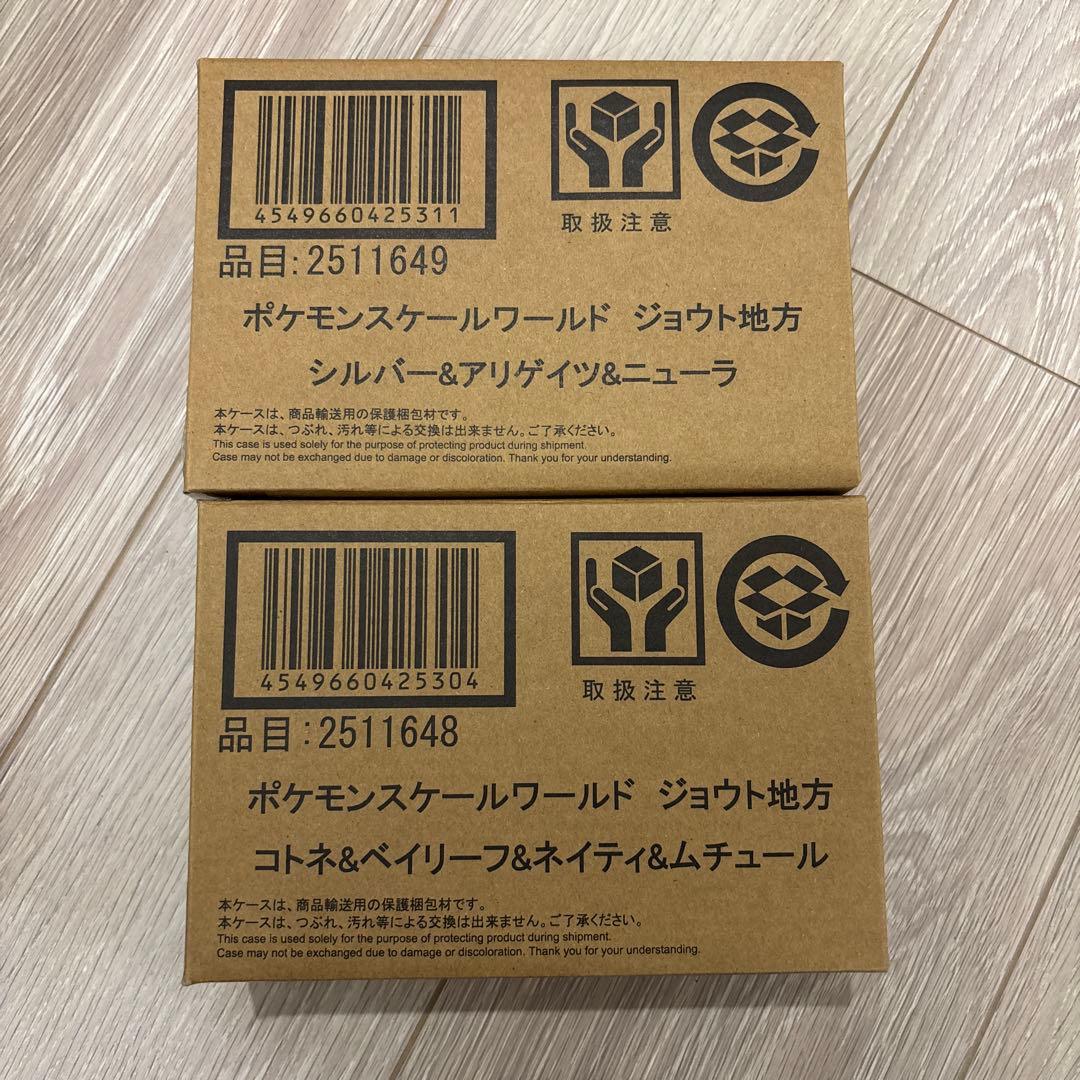 4549660425311
取扱注意
品目:2511649
ポケモンスケールワールド ジョウト地方
シルバー&アリゲイツ&ニューラ
本ケースは、商品輸送用の保護梱包材です。
本ケースは、つぶれ、汚れ等による交換は出来ません。ご了承ください。
This case is used solely for the purpose of protecting product during shipment.
Case may not be exchanged due to damage or discoloration. Thank you for your understanding.
4549660425304
取扱注意
品目:2511648
ポケモンスケールワールド ジョウト地方
コトネ&ベイリーフ&ネイティ&ムチュール
本ケースは、商品輸送用の保護梱包材です。
本ケースは、つぶれ、汚れ等による交換は出来ません。ご了承ください。
This case is used solely for the purpose of protecting product during shipment.
Case may not be exchanged due to damage or discoloration. Thank you for your understanding.